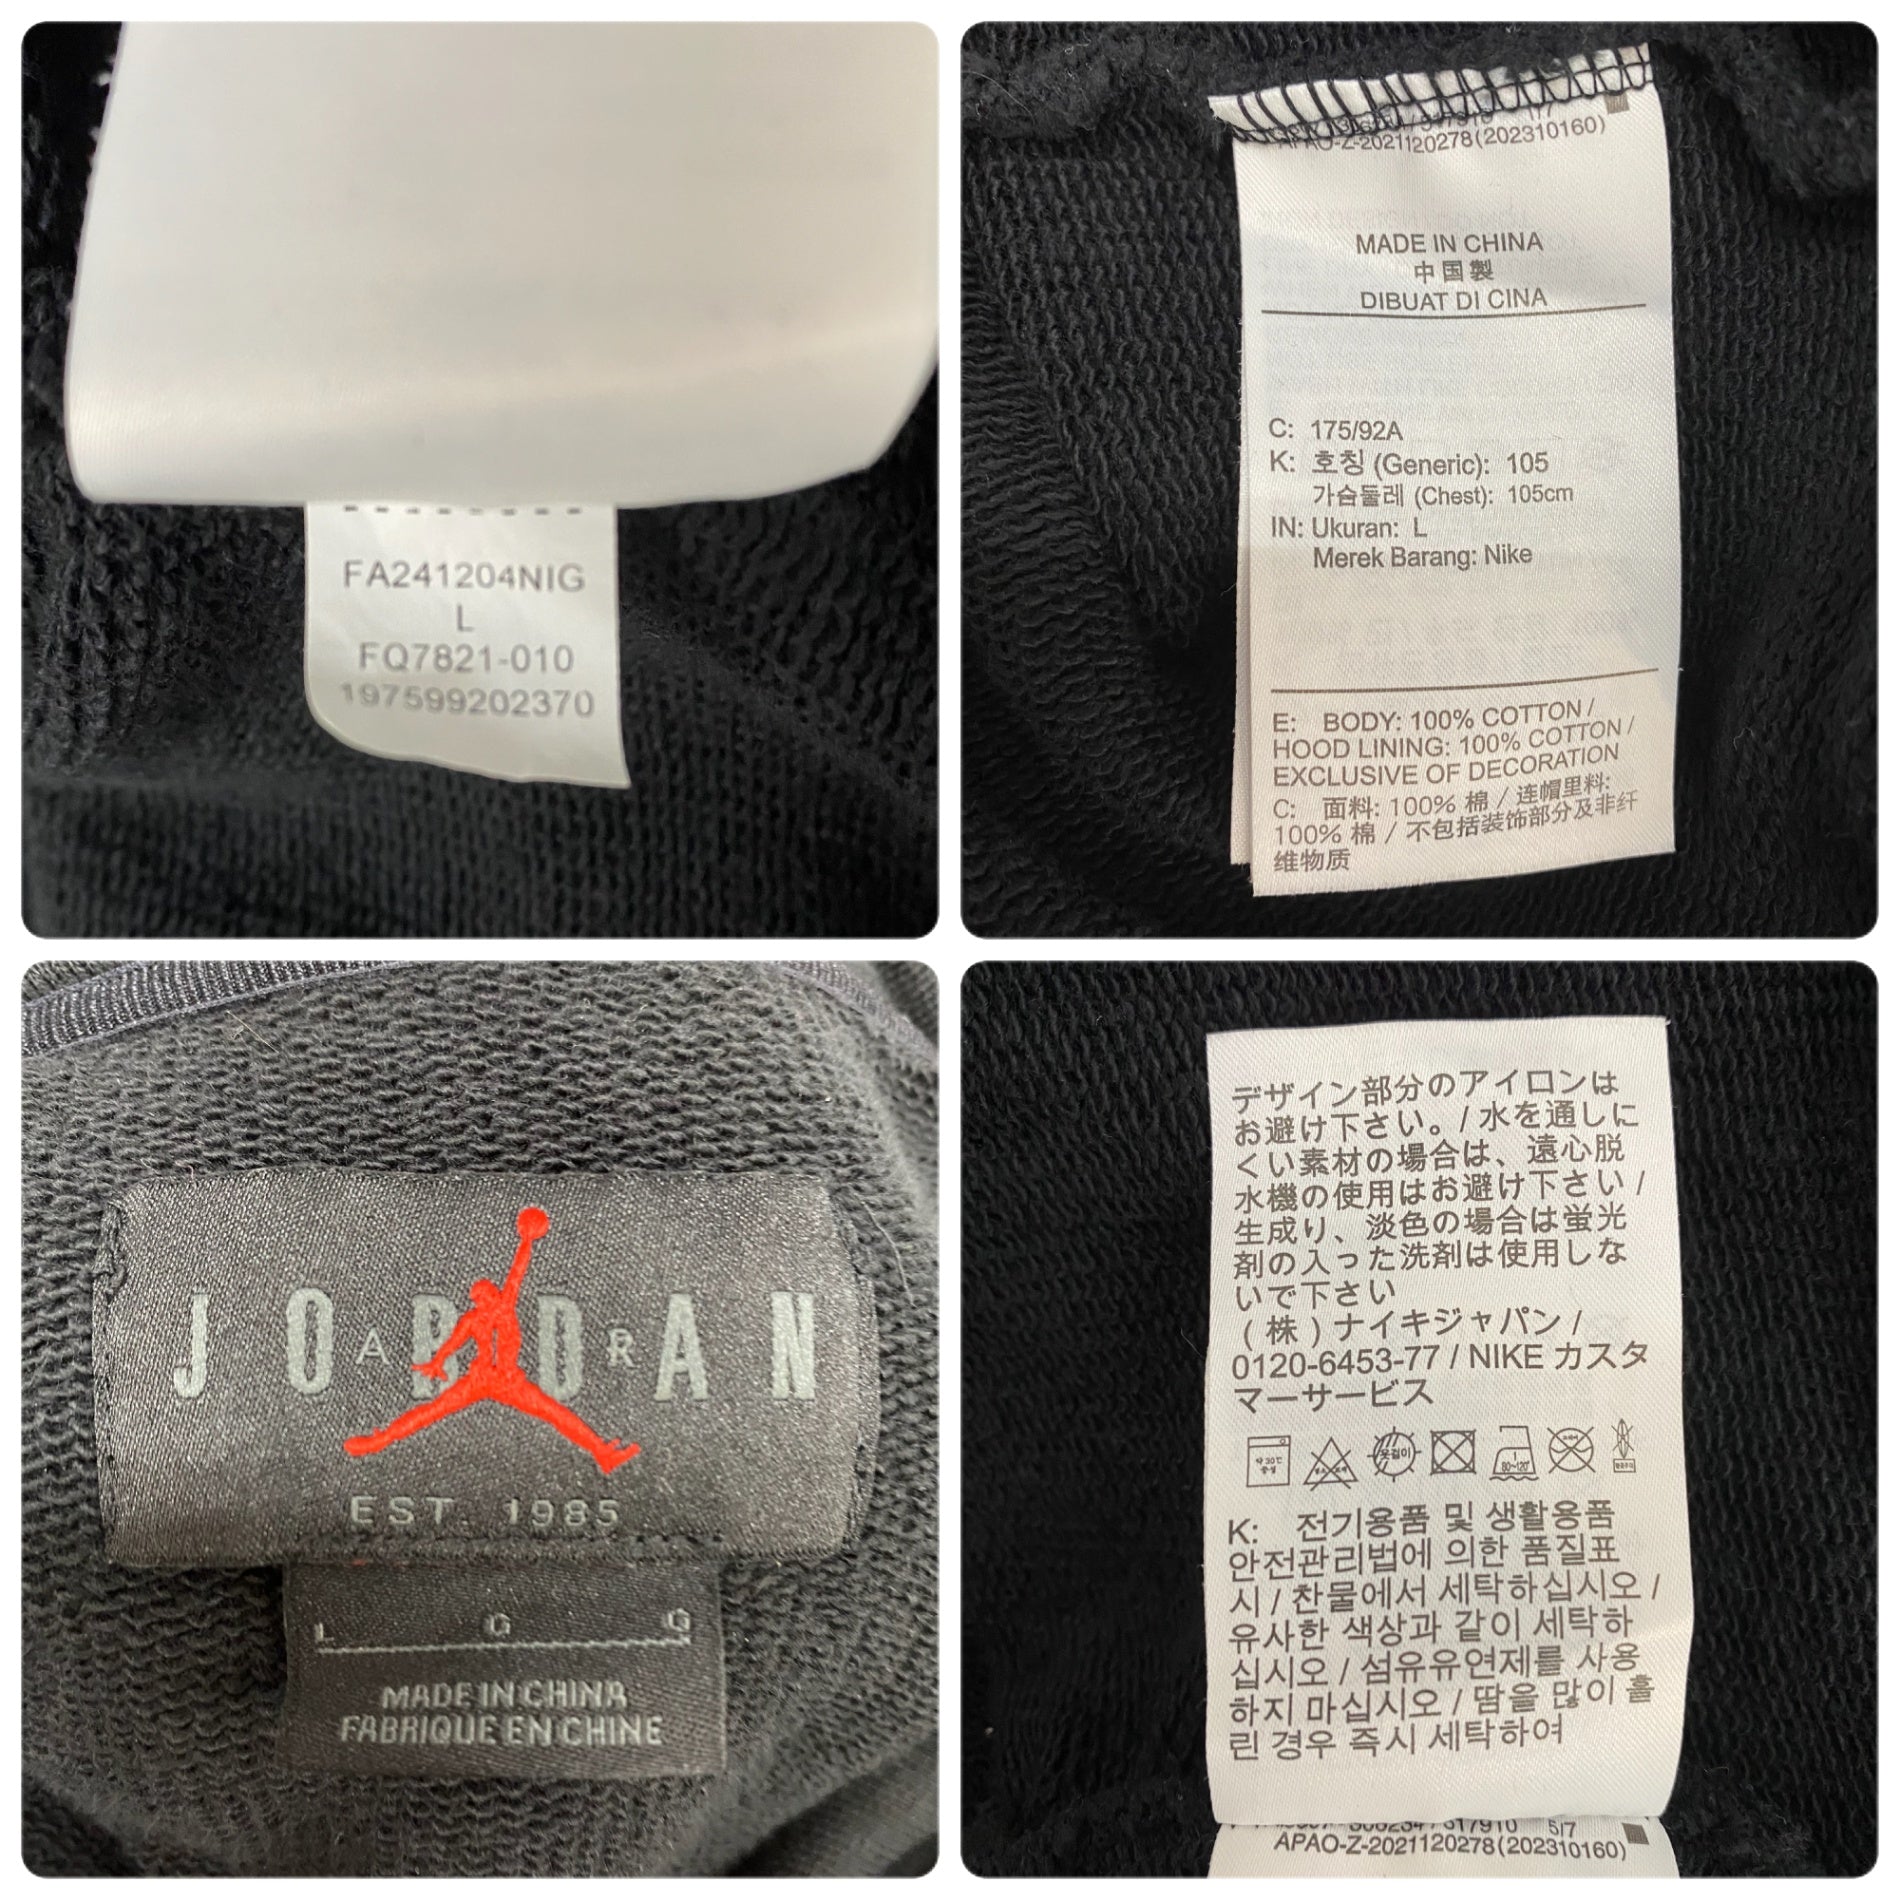 FA241204NIG
L
FQ7821-010
197599202370
APAO-Z-2021120278(202310160)
MADE IN CHINA
中国製
DIBUAT DI CINA
C: 175/92A
K: 호칭 (Generic): 105
가슴둘레 (Chest): 105cm
IN: Ukuran: L
Merek Barang: Nike
E: BODY: 100% COTTON /
HOOD LINING: 100% COTTON /
EXCLUSIVE OF DECORATION
C: 面料: 100% 棉 / 连帽里料:
100% 棉 / 不包括装饰部分及非纤
维物质
JORDAN
AIR
EST. 1985
L G G
MADE IN CHINA
FABRIQUE EN CHINE
デザイン部分のアイロンは
お避け下さい。/ 水を通しに
くい素材の場合は、遠心脱
水機の使用はお避け下さい /
生成り、淡色の場合は蛍光
剤の入った洗剤は使用しな
いで下さい
(株)ナイキジャパン /
0120-6453-77 / NIKE カスタ
マーサービス
약 30℃
중성
옷걸이
80~120℃
K: 전기용품 및 생활용품
안전관리법에 의한 품질표
시 / 찬물에서 세탁하십시오 /
유사한 색상과 같이 세탁하
십시오 / 섬유유연제를 사용
하지 마십시오 / 땀을 많이 흘
린 경우 즉시 세탁하여
5/7
APAO-Z-2021120278(202310160)